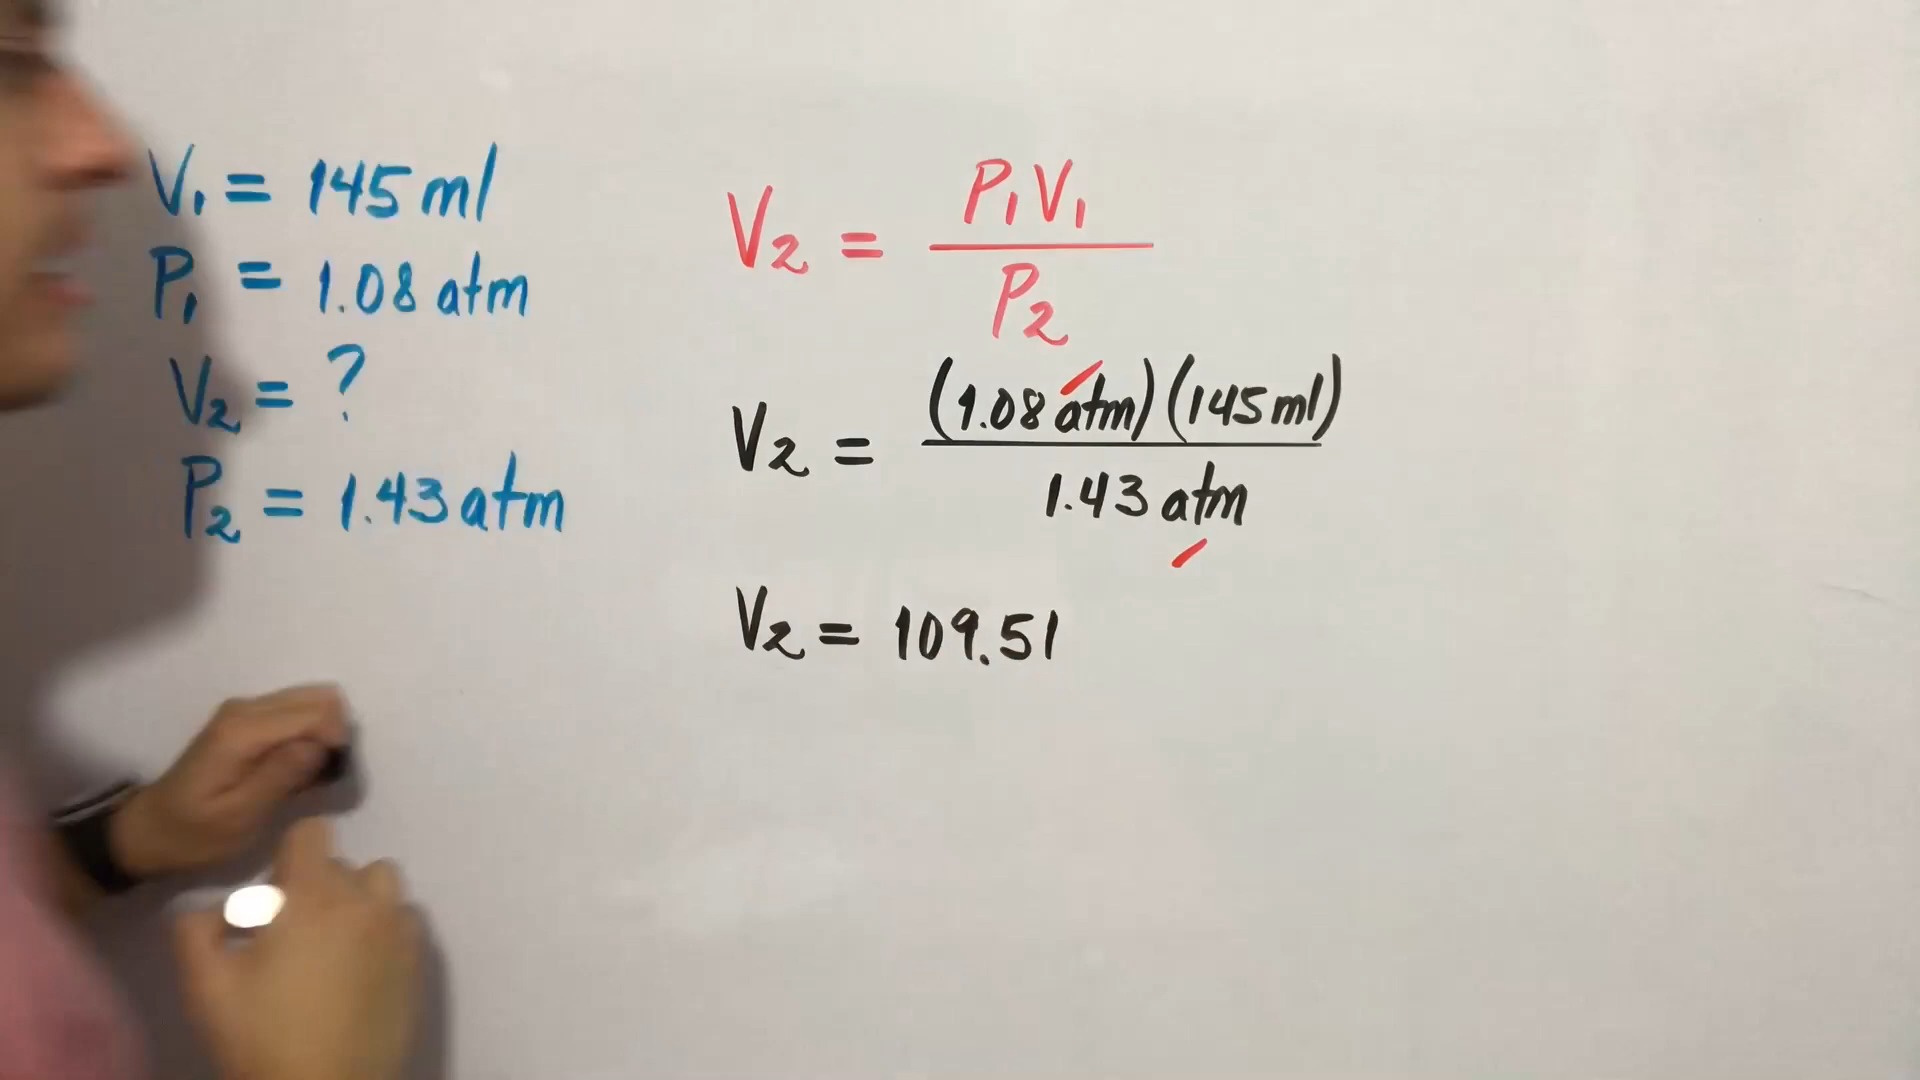 V₁ = 145 ml
P₁ = 1.08 atm
V₂ = ?
P₂ = 1.43 atm
V₂ = P₁V₁ / P₂
V₂ = (1.08 atm)(145 ml) / 1.43 atm
V₂ = 109.51